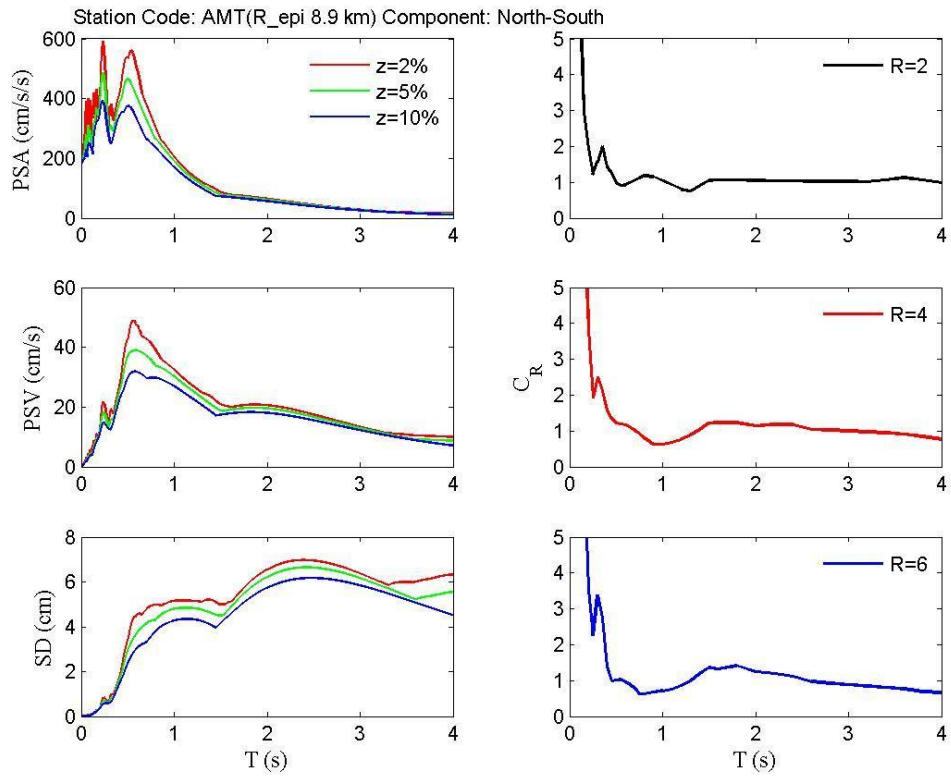 Station Code: AMT(R_epi 8.9 km) Component: North-South
PSA (cm/s/s)
600
400
200
0
0 1 2 3 4
z=2%
z=5%
z=10%
5
4
3
2
1
0
0 1 2 3 4
R=2
PSV (cm/s)
60
40
20
0
0 1 2 3 4
C_R
5
4
3
2
1
0
0 1 2 3 4
R=4
SD (cm)
8
6
4
2
0
0 1 2 3 4
T (s)
5
4
3
2
1
0
0 1 2 3 4
R=6
T (s)